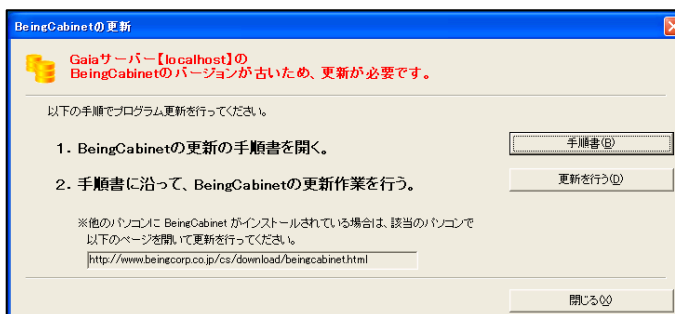 BeingCabinetの更新
Gaiaサーバー【localhost】の
BeingCabinetのバージョンが古いため、更新が必要です。
以下の手順でプログラム更新を行ってください。
1. BeingCabinetの更新の手順書を開く。
手順書(B)
2. 手順書に沿って、BeingCabinetの更新作業を行う。
更新を行う(D)
※他のパソコンに BeingCabinet がインストールされている場合は、該当のパソコンで
以下のページを開いて更新を行ってください。
http://www.beingcorp.co.jp/cs/download/beingcabinet.html
閉じる(X)